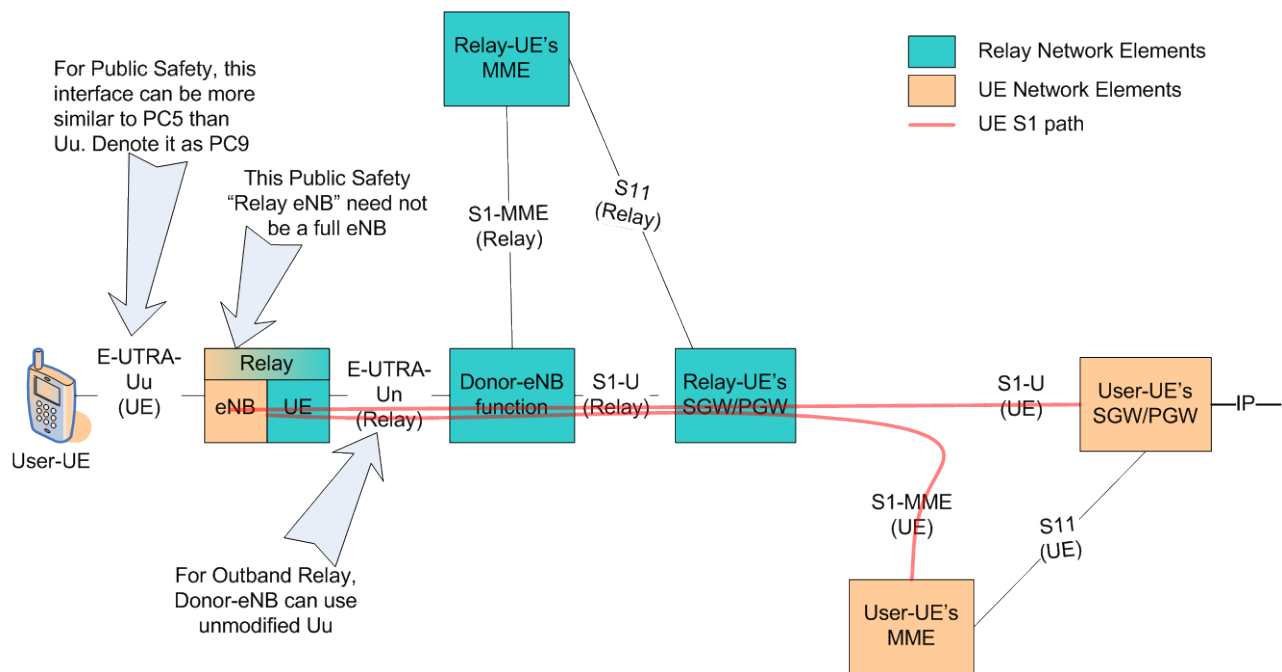 Relay-UE's
MME
Relay Network Elements
UE Network Elements
UE S1 path
For Public Safety, this
interface can be more
similar to PC5 than
Uu. Denote it as PC9
This Public Safety
“Relay eNB” need not
be a full eNB
S1-MME
(Relay)
S11
(Relay)
E-UTRA-
Uu
(UE)
Relay
eNB
UE
E-UTRA-
Un
(Relay)
Donor-eNB
function
S1-U
(Relay)
Relay-UE's
SGW/PGW
S1-U
(UE)
User-UE's
SGW/PGW
IP
User-UE
S1-MME
(UE)
S11
(UE)
For Outband Relay,
Donor-eNB can use
unmodified Uu
User-UE's
MME